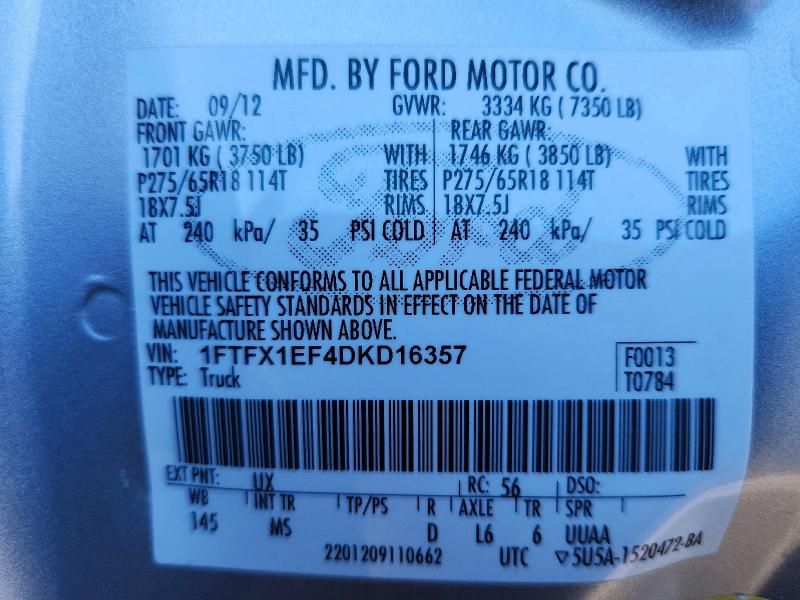 MFD. BY FORD MOTOR CO.
DATE: 09/12 GVWR: 3334 KG ( 7350 LB)
FRONT GAWR: REAR GAWR:
1701 KG ( 3750 LB) WITH 1746 KG ( 3850 LB) WITH
P275/65R18 114T TIRES P275/65R18 114T TIRES
18X7.5J RIMS 18X7.5J RIMS
AT 240 kPa/ 35 PSI COLD AT 240 kPa/ 35 PSI COLD
THIS VEHICLE CONFORMS TO ALL APPLICABLE FEDERAL MOTOR
VEHICLE SAFETY STANDARDS IN EFFECT ON THE DATE OF
MANUFACTURE SHOWN ABOVE.
VIN: 1FTFX1EF4DKD16357 F0013
TYPE: Truck T0784
EXT PNT: UX RC: 56 DSO:
WB INT TR TP/PS R AXLE TR SPR
145 MS D L6 6 UUAA
2201209110662 UTC ▽5U5A-1520472-BA